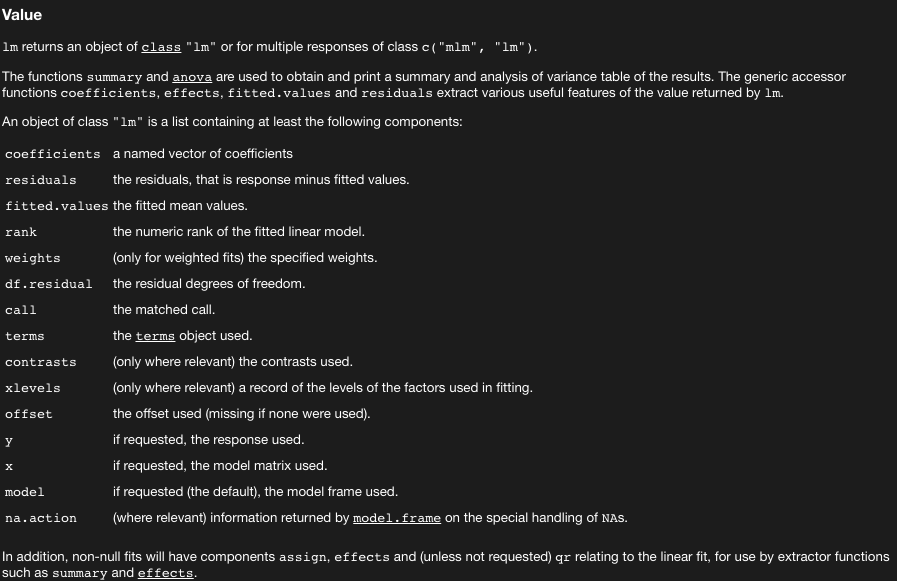 Value
lm returns an object of class "lm" or for multiple responses of class c("mlm", "lm").
The functions summary and anova are used to obtain and print a summary and analysis of variance table of the results. The generic accessor
functions coefficients, effects, fitted.values and residuals extract various useful features of the value returned by lm.
An object of class "lm" is a list containing at least the following components:
coefficients a named vector of coefficients
residuals the residuals, that is response minus fitted values.
fitted.values the fitted mean values.
rank the numeric rank of the fitted linear model.
weights (only for weighted fits) the specified weights.
df.residual the residual degrees of freedom.
call the matched call.
terms the terms object used.
contrasts (only where relevant) the contrasts used.
xlevels (only where relevant) a record of the levels of the factors used in fitting.
offset the offset used (missing if none were used).
y if requested, the response used.
x if requested, the model matrix used.
model if requested (the default), the model frame used.
na.action (where relevant) information returned by model.frame on the special handling of NAs.
In addition, non-null fits will have components assign, effects and (unless not requested) qr relating to the linear fit, for use by extractor functions
such as summary and effects.